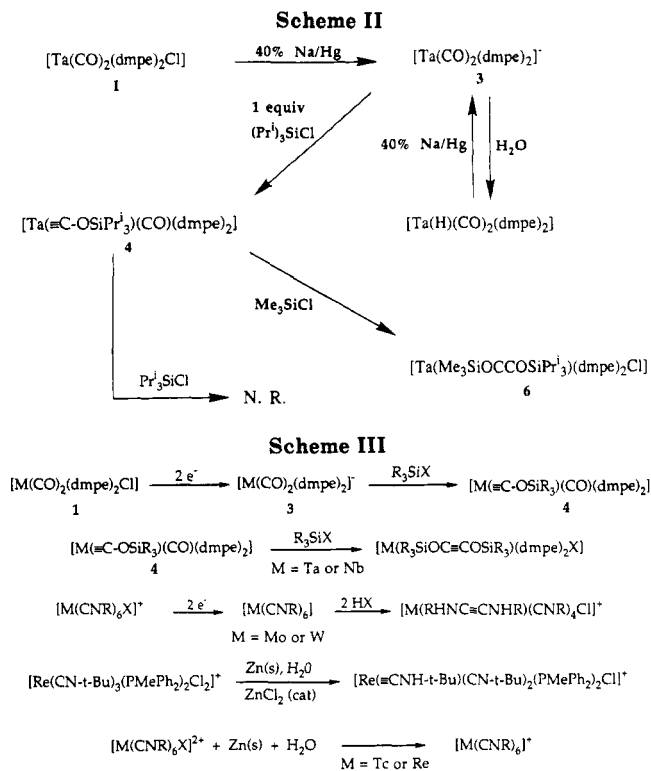 Scheme II
[Ta(CO)₂(dmpe)₂Cl]
1
40% Na/Hg
[Ta(CO)₂(dmpe)₂]⁻
3
1 equiv
(Prⁱ)₃SiCl
40% Na/Hg
H₂O
[Ta(≡C-OSiPrⁱ₃)(CO)(dmpe)₂]
4
[Ta(H)(CO)₂(dmpe)₂]
Me₃SiCl
[Ta(Me₃SiOCCOSiPrⁱ₃)(dmpe)₂Cl]
6
Prⁱ₃SiCl
N. R.
Scheme III
[M(CO)₂(dmpe)₂Cl] 2 e⁻ [M(CO)₂(dmpe)₂]⁻ R₃SiX [M(≡C-OSiR₃)(CO)(dmpe)₂]
1 3 4
[M(≡C-OSiR₃)(CO)(dmpe)₂] R₃SiX [M(R₃SiOC≡COSiR₃)(dmpe)₂X]
4 M = Ta or Nb
[M(CNR)₆X]⁺ 2 e⁻ [M(CNR)₆] 2 HX [M(RHNC≡CNHR)(CNR)₄Cl]⁺
M = Mo or W
[Re(CN-t-Bu)₃(PMePh₂)₂Cl₂]⁺ Zn(s), H₂0 [Re(≡CNH-t-Bu)(CN-t-Bu)₂(PMePh₂)₂Cl]⁺
ZnCl₂ (cat)
[M(CNR)₆X]²⁺ + Zn(s) + H₂O [M(CNR)₆]⁺
M = Tc or Re